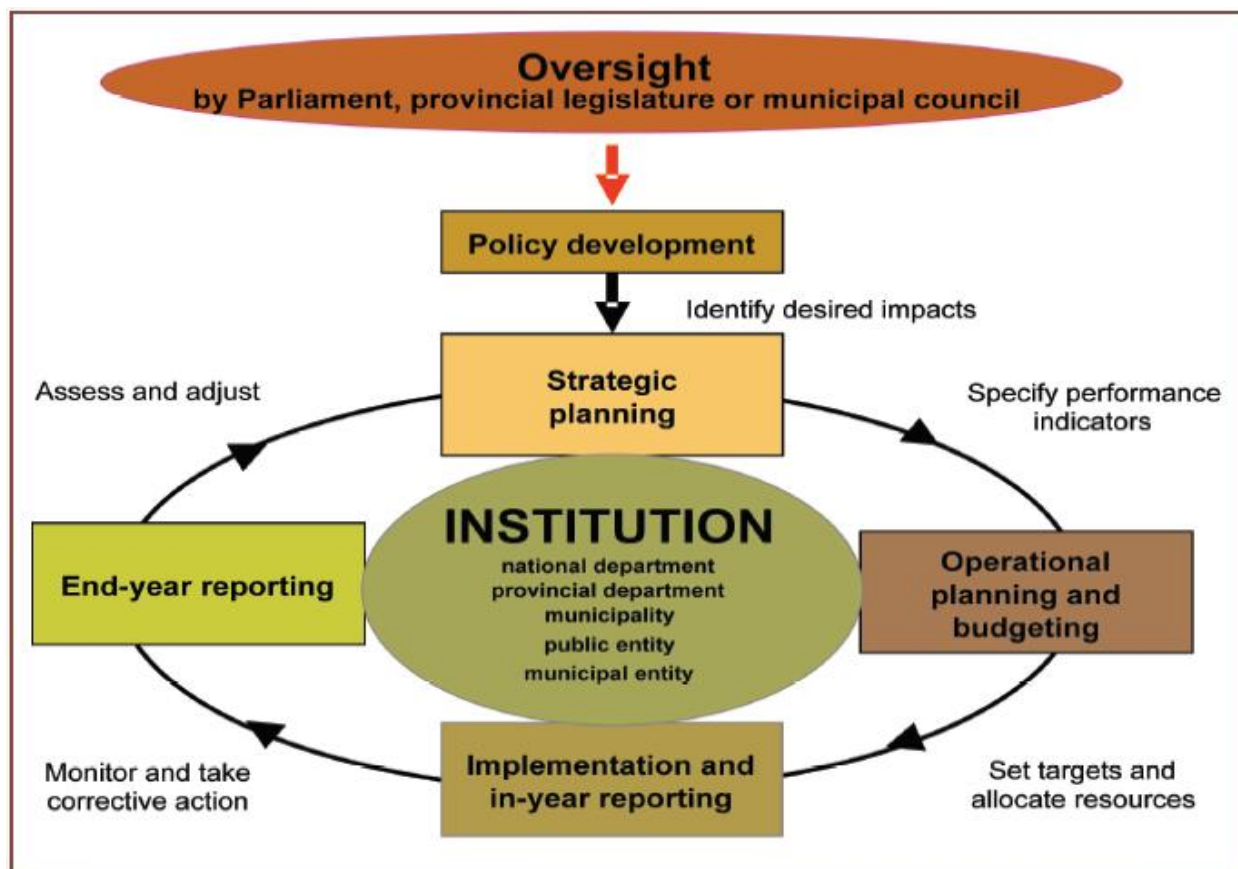 Oversight
by Parliament, provincial legislature or municipal council
Policy development
Identify desired impacts
Strategic
planning
Assess and adjust
Specify performance
indicators
INSTITUTION
national department
provincial department
municipality
public entity
municipal entity
End-year reporting
Operational
planning and
budgeting
Implementation and
in-year reporting
Monitor and take
corrective action
Set targets and
allocate resources